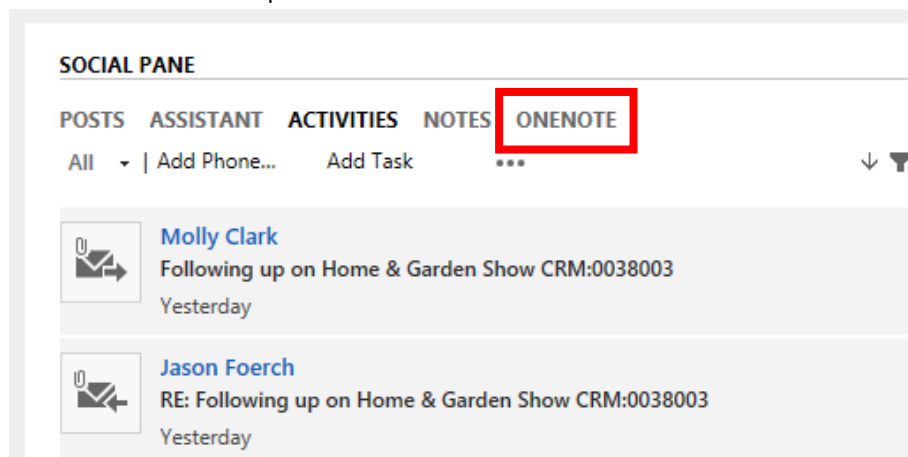 SOCIAL PANE
POSTS ASSISTANT ACTIVITIES NOTES ONENOTE
All | Add Phone... Add Task ...
Molly Clark
Following up on Home & Garden Show CRM:0038003
Yesterday
Jason Foerch
RE: Following up on Home & Garden Show CRM:0038003
Yesterday